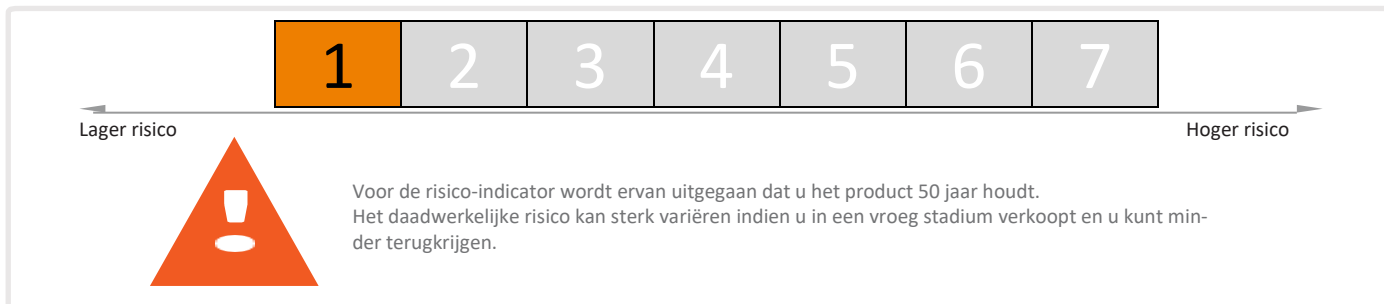 1 2 3 4 5 6 7
Lager risico Hoger risico
Voor de risico-indicator wordt ervan uitgegaan dat u het product 50 jaar houdt.
Het daadwerkelijke risico kan sterk variëren indien u in een vroeg stadium verkoopt en u kunt min-
der terugkrijgen.